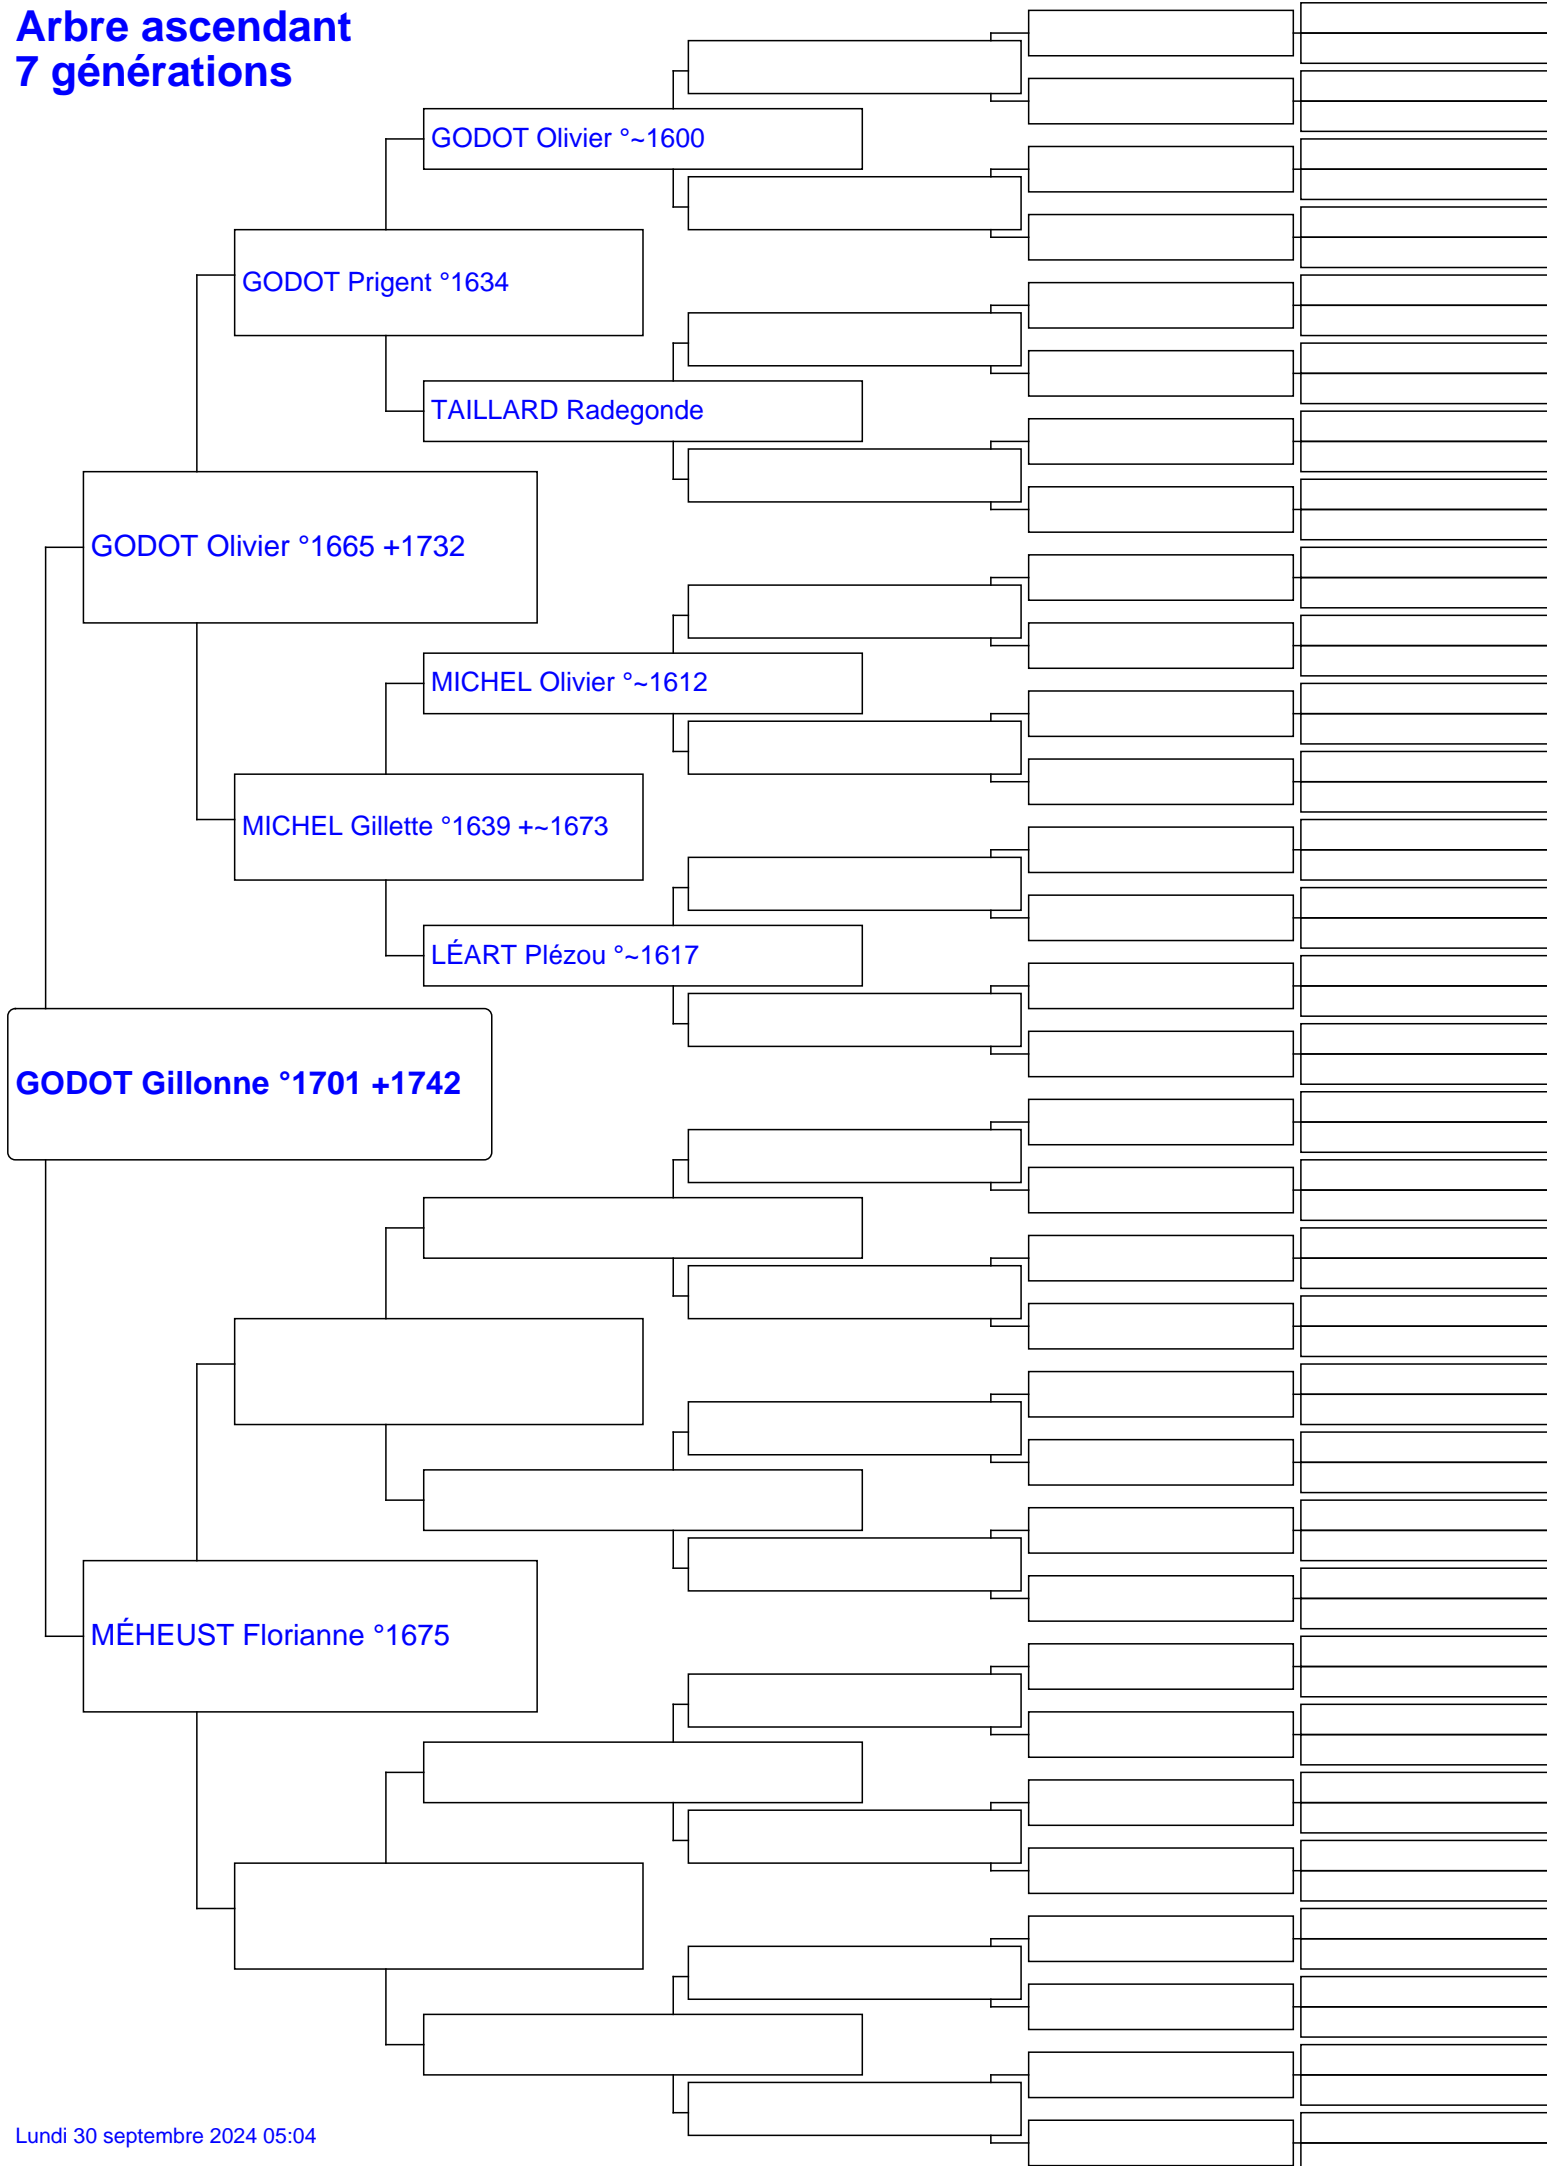 Arbre ascendant
7 générations
GODOT Olivier °~1600
GODOT Prigent °1634
TAILLARD Radegonde
GODOT Olivier °1665 +1732
MICHEL Olivier °~1612
MICHEL Gillette °1639 +~1673
LÉART Plézou °~1617
GODOT Gillonne °1701 +1742
MÉHEUST Florianne °1675
Lundi 30 septembre 2024 05:04